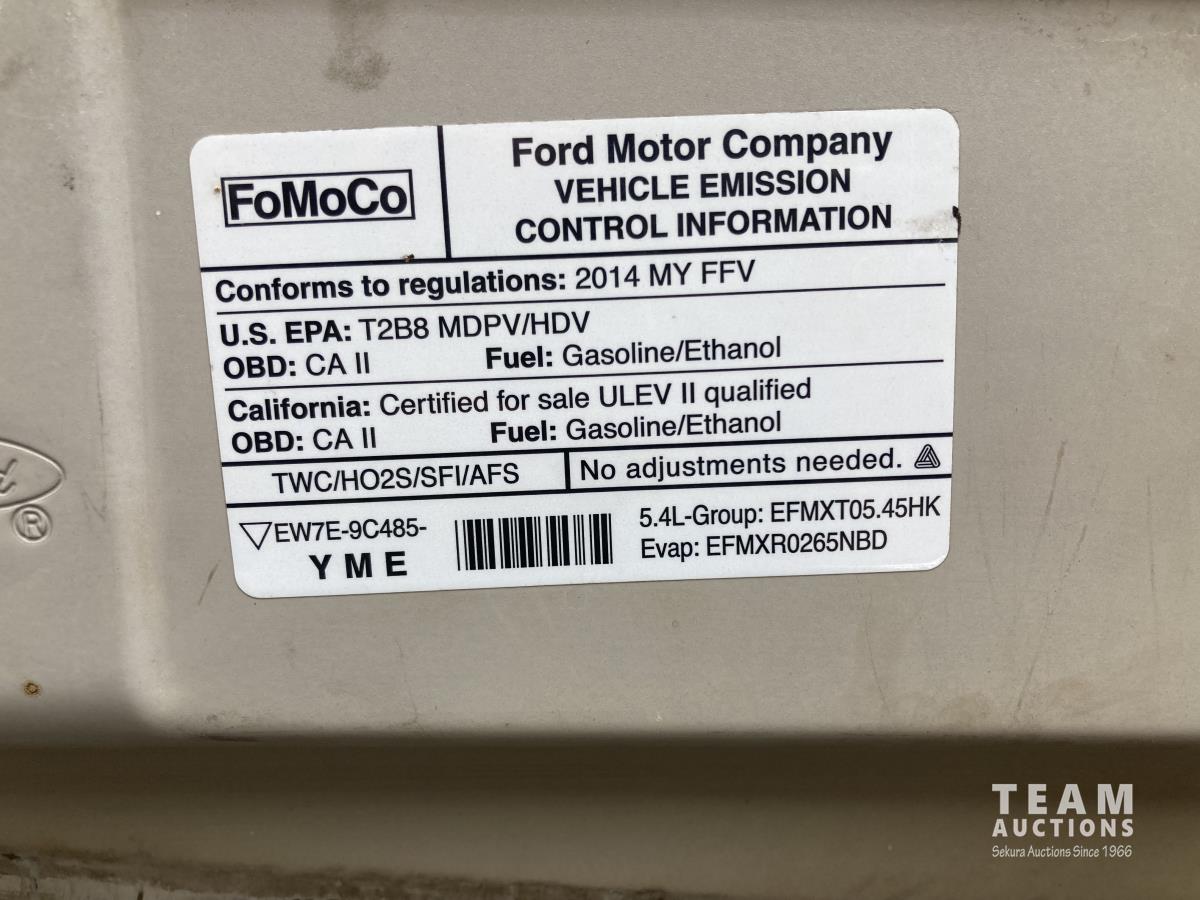 FoMoCo
Ford Motor Company
VEHICLE EMISSION
CONTROL INFORMATION
Conforms to regulations: 2014 MY FFV
U.S. EPA: T2B8 MDPV/HDV
OBD: CA II Fuel: Gasoline/Ethanol
California: Certified for sale ULEV II qualified
OBD: CA II Fuel: Gasoline/Ethanol
TWC/HO2S/SFI/AFS
No adjustments needed.
EW7E-9C485-
Y M E
5.4L-Group: EFMXT05.45HK
Evap: EFMXR0265NBD
®
TEAM
AUCTIONS
Sekura Auctions Since 1966